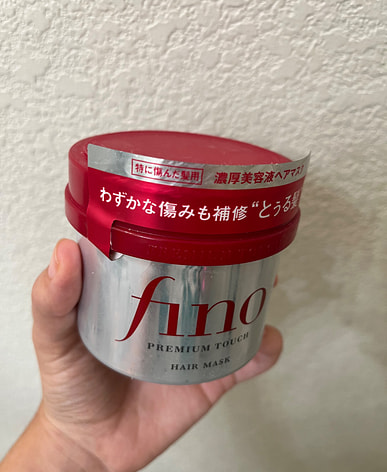 特に傷んだ髪用 濃厚美容液ヘアマスク
わずかな傷みも補修 “とぅる髪
fino
PREMIUM TOUCH
HAIR MASK